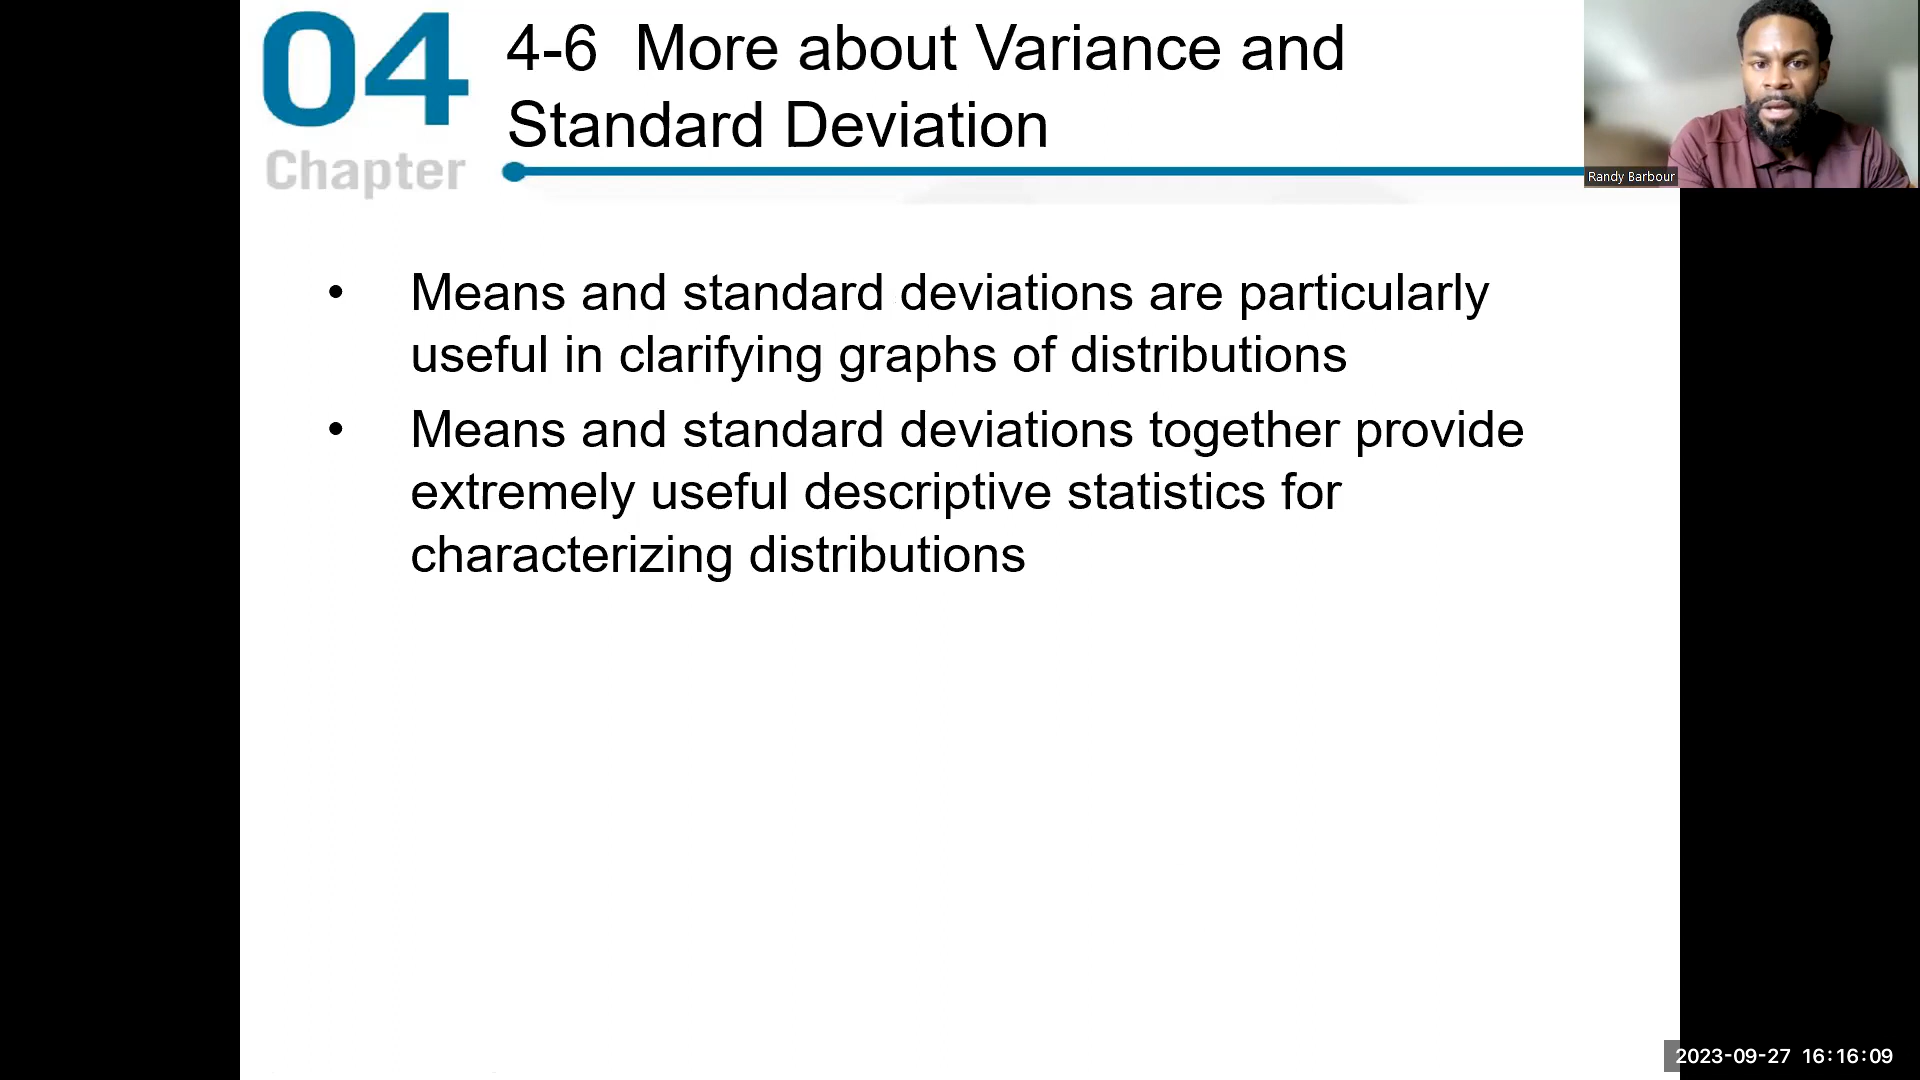 04
Chapter
4-6 More about Variance and
Standard Deviation
Randy Barbour
• Means and standard deviations are particularly
useful in clarifying graphs of distributions
• Means and standard deviations together provide
extremely useful descriptive statistics for
characterizing distributions
2023-09-27 16:16:09